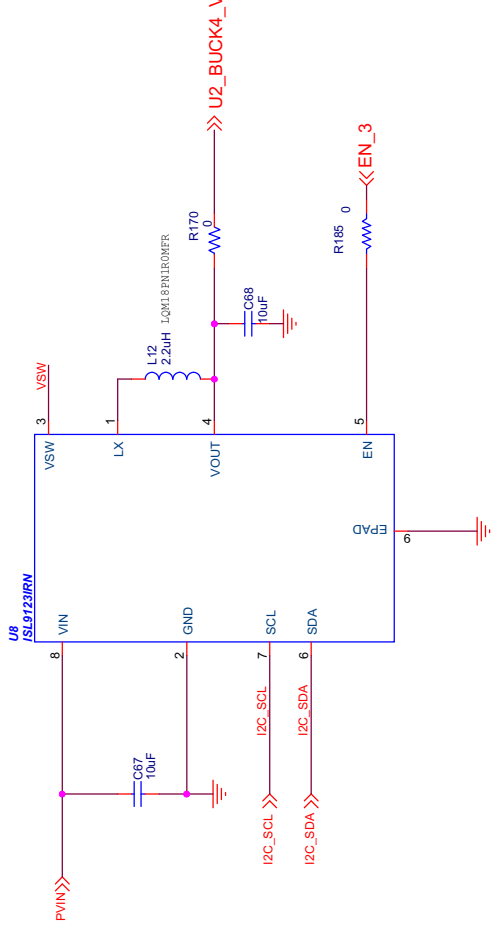 U2_BUCK4_V
EN_3
R170
0
R185
0
LQM18PN1R0MFR
L12
2.2uH
C68
10uF
VSW
3
1
4
5
VSW
LX
VOUT
EN
EPAD
6
U8
ISL9123IRN
VIN
GND
SCL
SDA
8
2
7
6
C67
10uF
I2C_SCL
I2C_SDA
PVIN
I2C_SCL
I2C_SDA